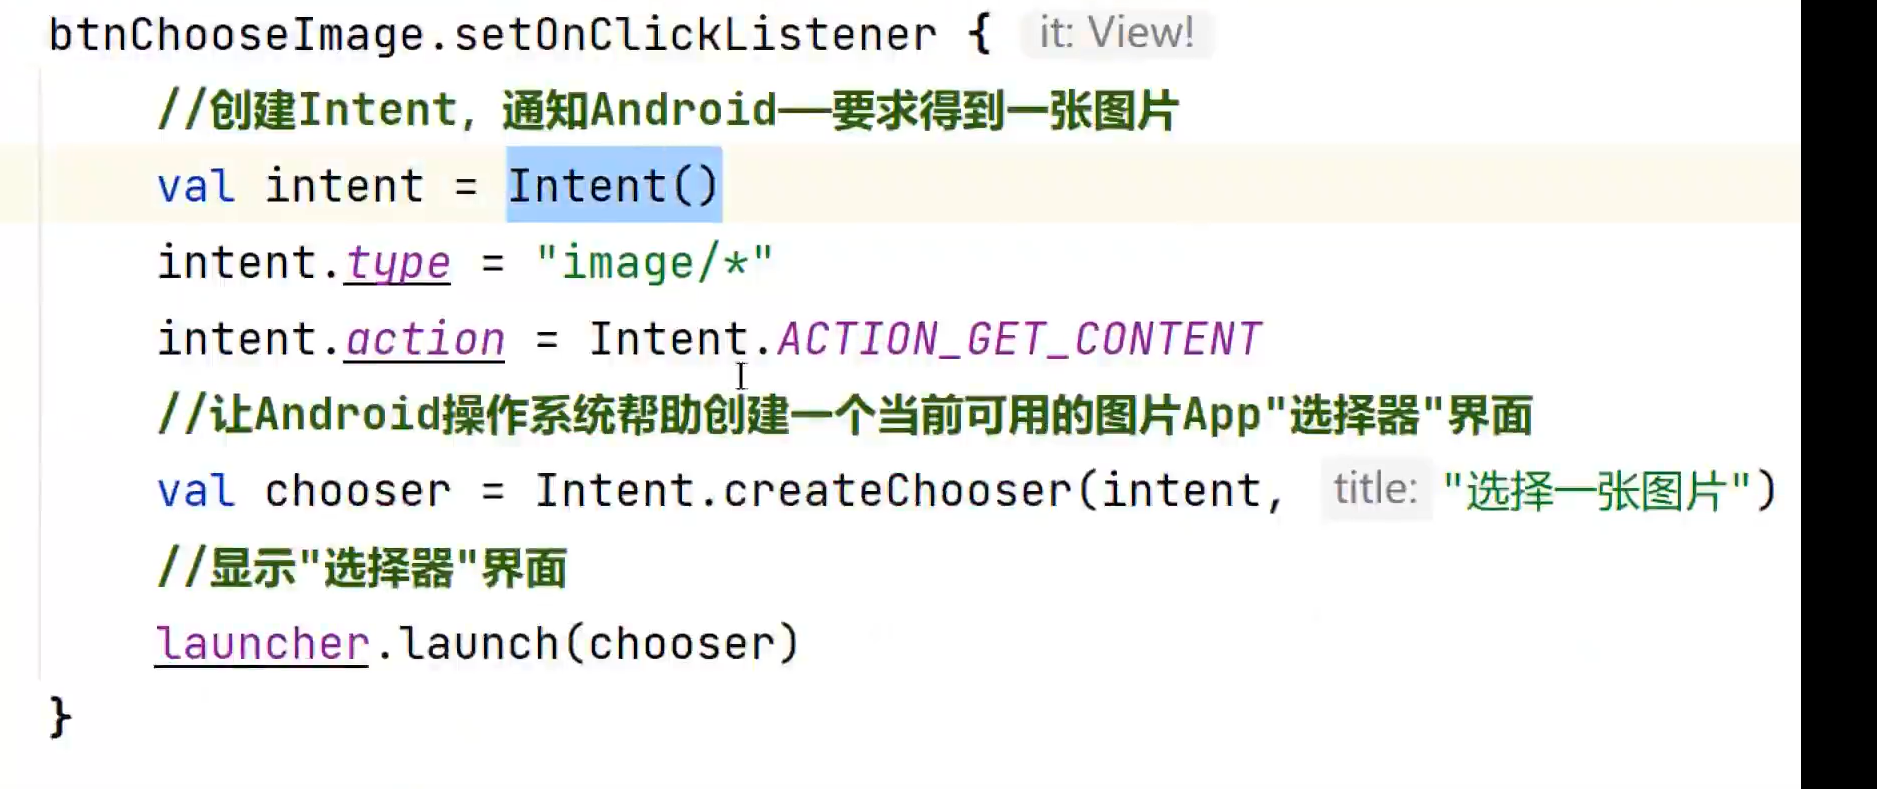 btnChooseImage.setOnClickListener { it: View!
//创建Intent，通知Android——要求得到一张图片
val intent = Intent()
intent.type = "image/*"
intent.action = Intent.ACTION_GET_CONTENT
//让Android操作系统帮助创建一个当前可用的图片App"选择器"界面
val chooser = Intent.createChooser(intent, title: "选择一张图片")
//显示"选择器"界面
launcher.launch(chooser)
}